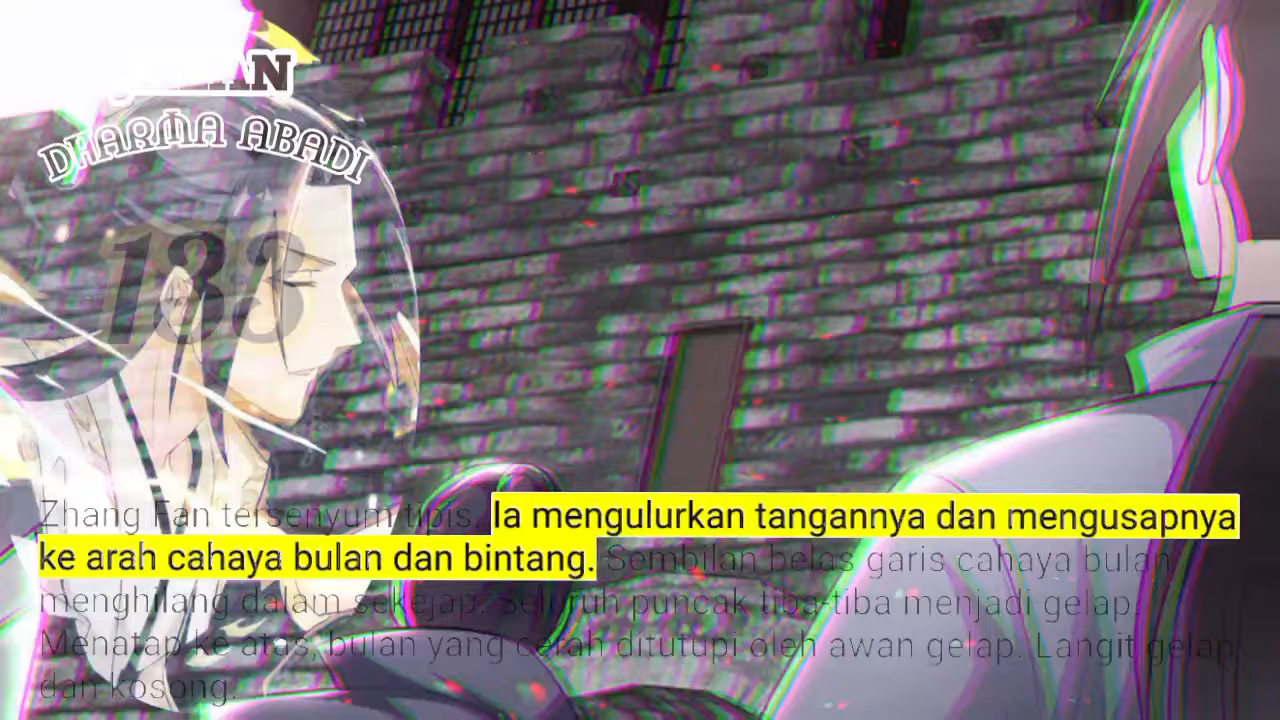 DHARMA ABADI
Zhang Fan tersenyum tipis. Ia mengulurkan tangannya dan mengusapnya
ke arah cahaya bulan dan bintang. Sembilan belas garis cahaya bulan
menghilang dalam sekejap. Seluruh puncak tiba-tiba menjadi gelap.
Menatap ke atas, bulan yang cerah ditutupi oleh awan gelap. Langit gelap
dan kosong.